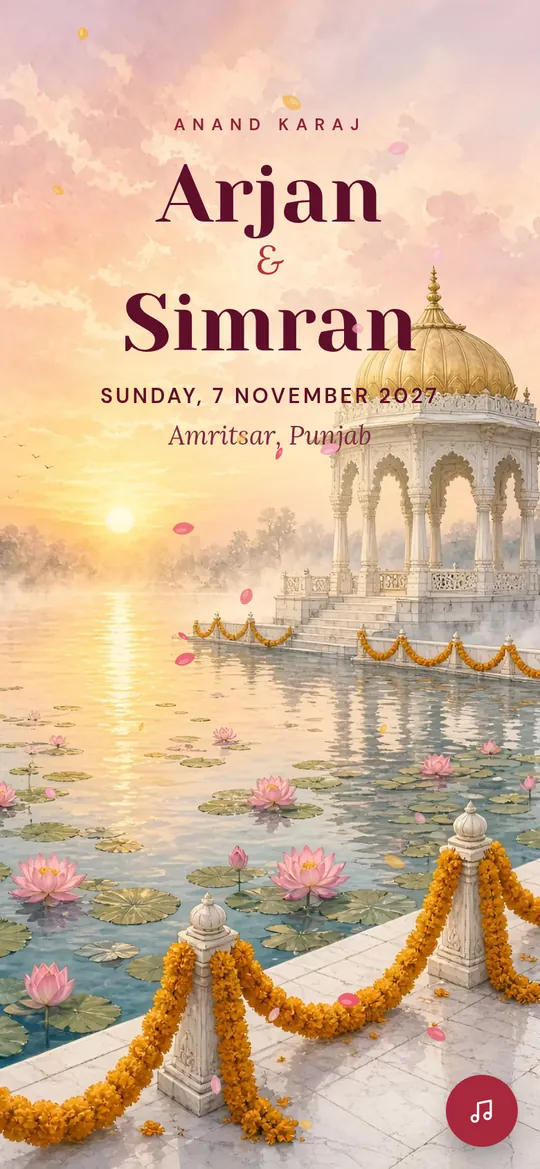 ANAND KARAJ
Arjan
&
Simran
SUNDAY, 7 NOVEMBER 2027
Amritsar, Punjab